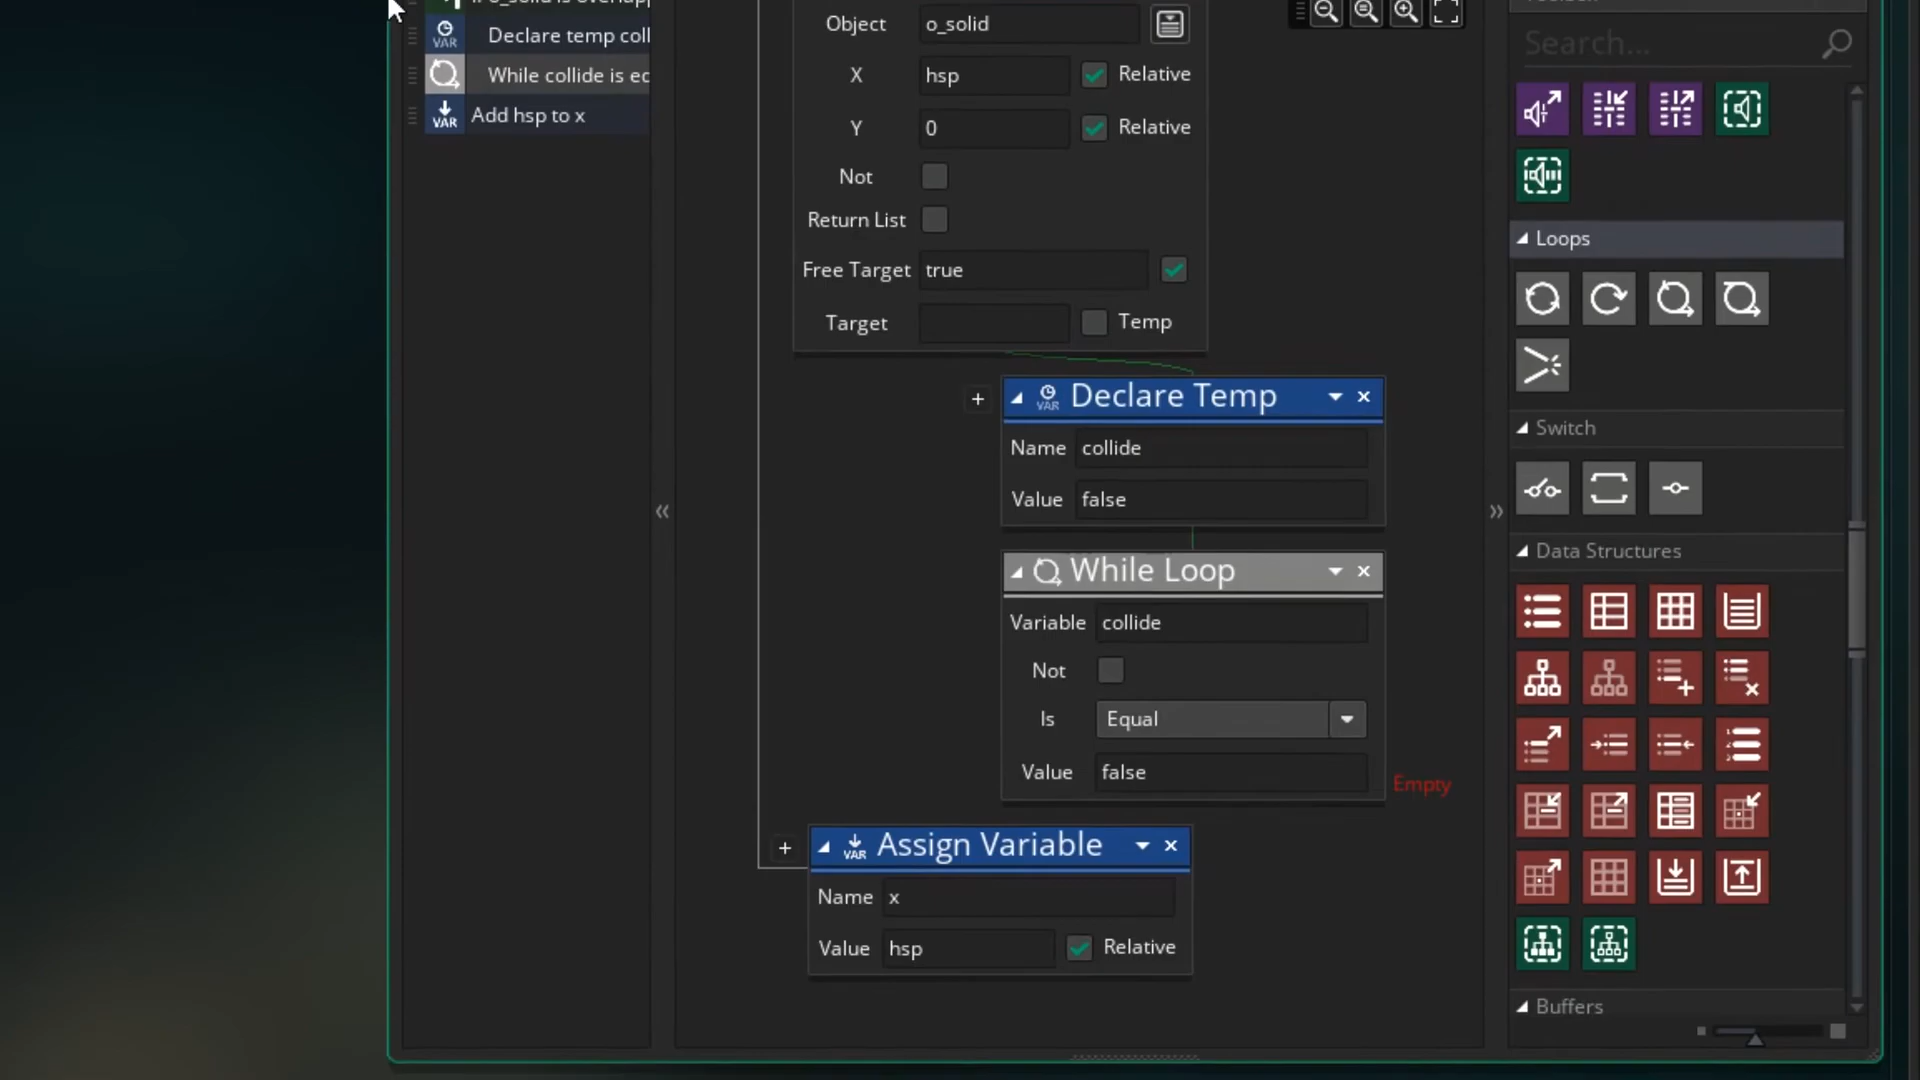 Declare temp coll
While collide is ec
VAR Add hsp to x
Object o_solid
X hsp Relative
Y 0 Relative
Not
Return List
Free Target true
Target Temp
Declare Temp
Name collide
Value false
While Loop
Variable collide
Not
Is Equal
Value false
Empty
Assign Variable
Name x
Value hsp Relative
Search...
Loops
Switch
Data Structures
Buffers